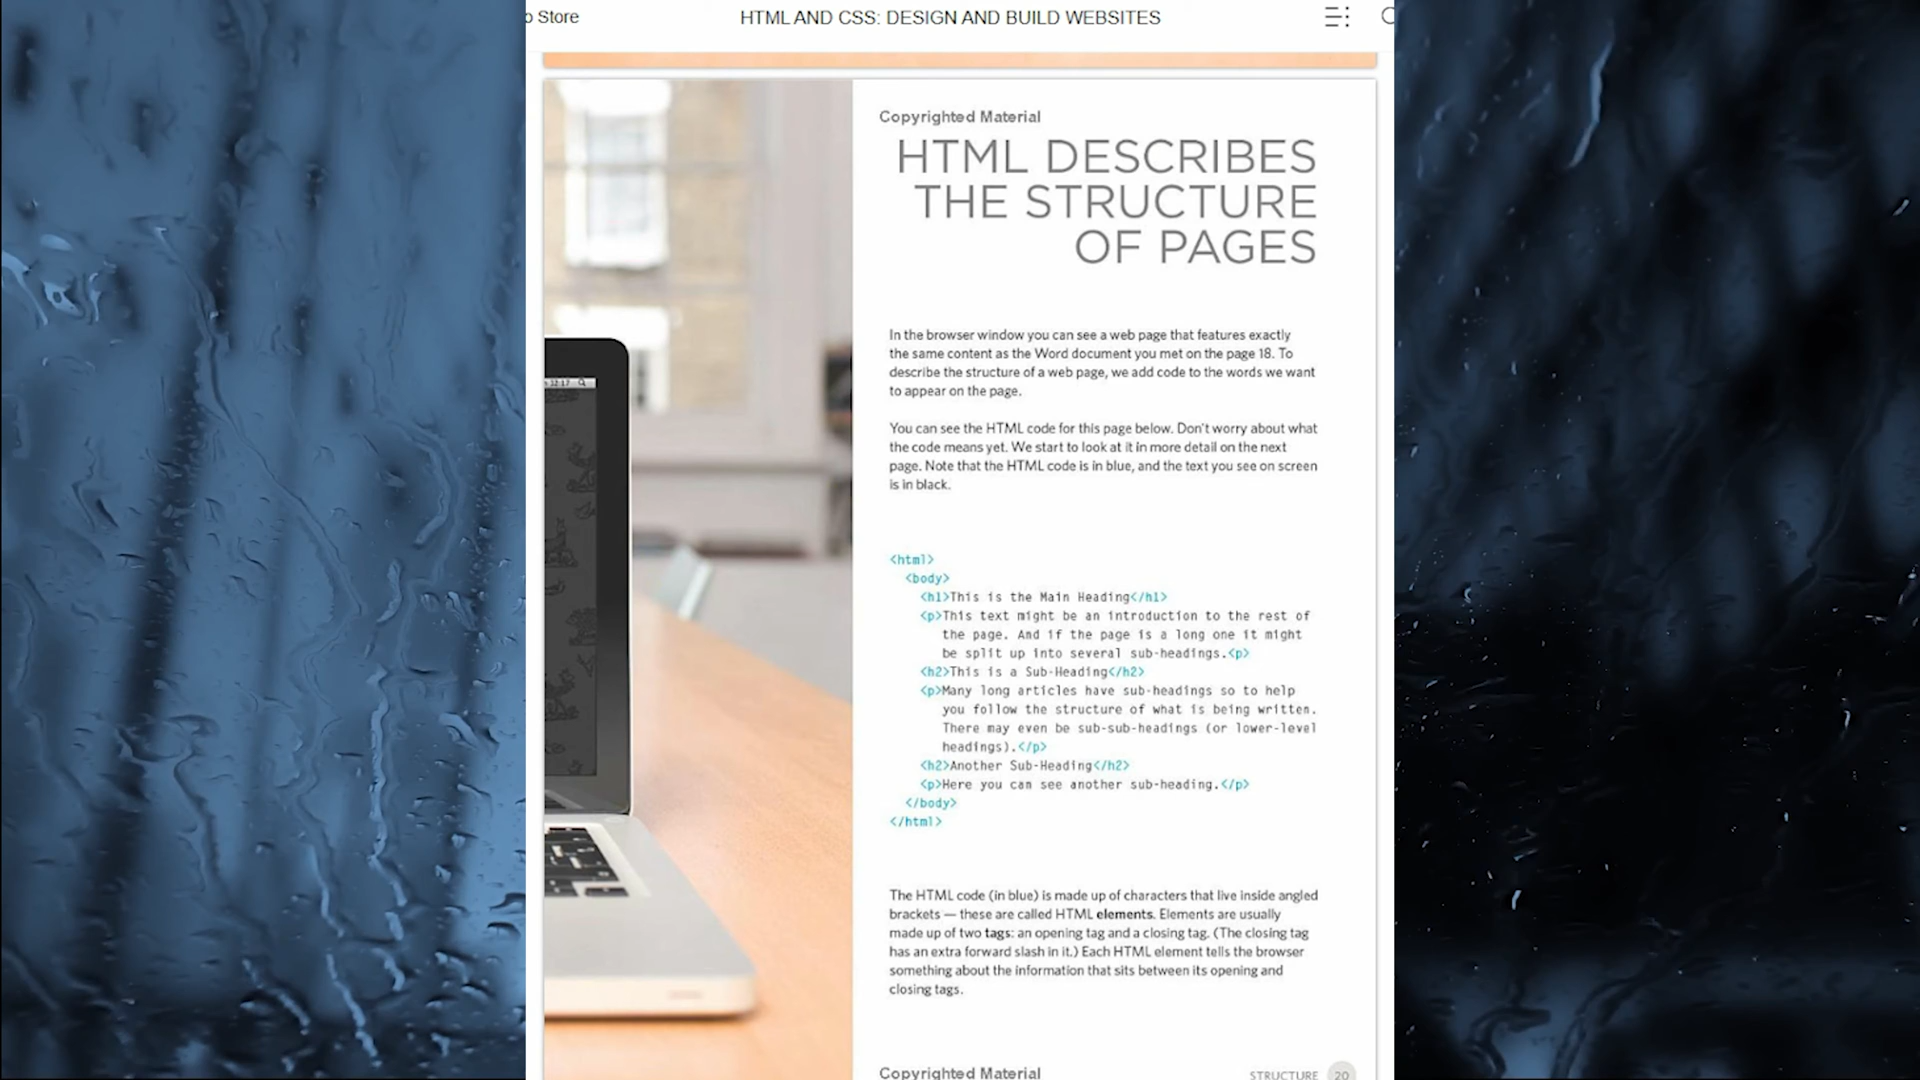 Store
HTML AND CSS: DESIGN AND BUILD WEBSITES
Copyrighted Material
HTML DESCRIBES
THE STRUCTURE
OF PAGES
In the browser window you can see a web page that features exactly
the same content as the Word document you met on the page 18. To
describe the structure of a web page, we add code to the words we want
to appear on the page.
You can see the HTML code for this page below. Don't worry about what
the code means yet. We start to look at it in more detail on the next
page. Note that the HTML code is in blue, and the text you see on screen
is in black.
<html>
<body>
<h1>This is the Main Heading</h1>
<p>This text might be an introduction to the rest of
the page. And if the page is a long one it might
be split up into several sub-headings.<p>
<h2>This is a Sub-Heading</h2>
<p>Many long articles have sub-headings so to help
you follow the structure of what is being written.
There may even be sub-sub-headings (or lower-level
headings).</p>
<h2>Another Sub-Heading</h2>
<p>Here you can see another sub-heading.</p>
</body>
</html>
The HTML code (in blue) is made up of characters that live inside angled
brackets — these are called HTML elements. Elements are usually
made up of two tags: an opening tag and a closing tag. (The closing tag
has an extra forward slash in it.) Each HTML element tells the browser
something about the information that sits between its opening and
closing tags.
Copyrighted Material
STRUCTURE 20